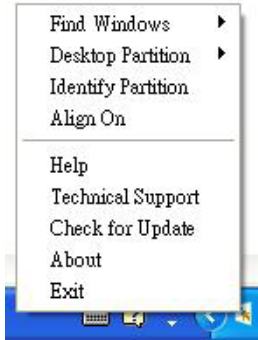 Find Windows
Desktop Partition
Identify Partition
Align On
Help
Technical Support
Check for Update
About
Exit